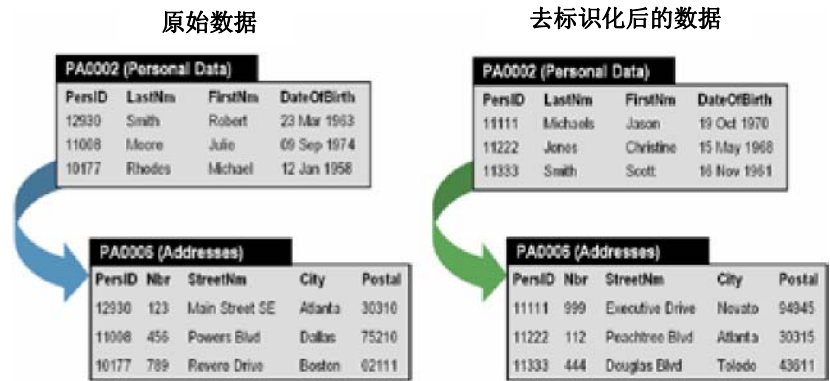 原始数据
PA0002 (Personal Data)
PersID LastNm FirstNm DateOfBirth
12930 Smith Robert 23 Mar 1963
11008 Moore Julie 09 Sep 1974
10177 Rhodes Michael 12 Jan 1958
PA0006 (Addresses)
PersID Nbr StreetNm City Postal
12930 123 Main Street SE Atlanta 30310
11008 456 Powers Blvd Dallas 75210
10177 789 Revere Drive Boston 02111
去标识化后的数据
PA0002 (Personal Data)
PersID LastNm FirstNm DateOfBirth
11111 Michaels Jason 19 Oct 1970
11222 Jones Christine 15 May 1968
11333 Smith Scott 16 Nov 1961
PA0006 (Addresses)
PersID Nbr StreetNm City Postal
11111 999 Executive Drive Novato 94945
11222 112 Peachtree Blvd Atlanta 30315
11333 444 Douglas Blvd Toledo 43611